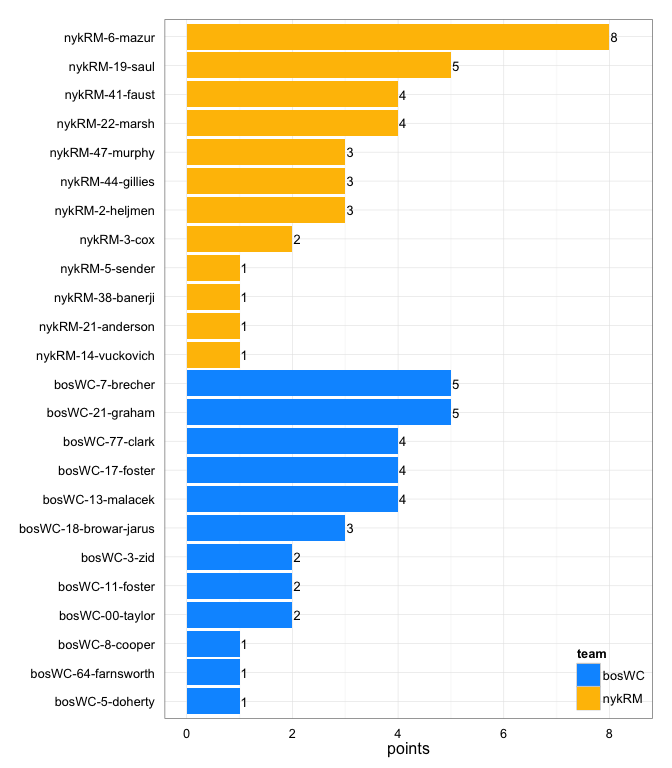 nykRM-6-mazur 8
nykRM-19-saul 5
nykRM-41-faust 4
nykRM-22-marsh 4
nykRM-47-murphy 3
nykRM-44-gillies 3
nykRM-2-heljmen 3
nykRM-3-cox 2
nykRM-5-sender 1
nykRM-38-banerji 1
nykRM-21-anderson 1
nykRM-14-vuckovich 1
bosWC-7-brecher 5
bosWC-21-graham 5
bosWC-77-clark 4
bosWC-17-foster 4
bosWC-13-malacek 4
bosWC-18-browar-jarus 3
bosWC-3-zid 2
bosWC-11-foster 2
bosWC-00-taylor 2
bosWC-8-cooper 1
bosWC-64-farnsworth 1
bosWC-5-doherty 1
team
bosWC
nykRM
0 2 4 6 8
points